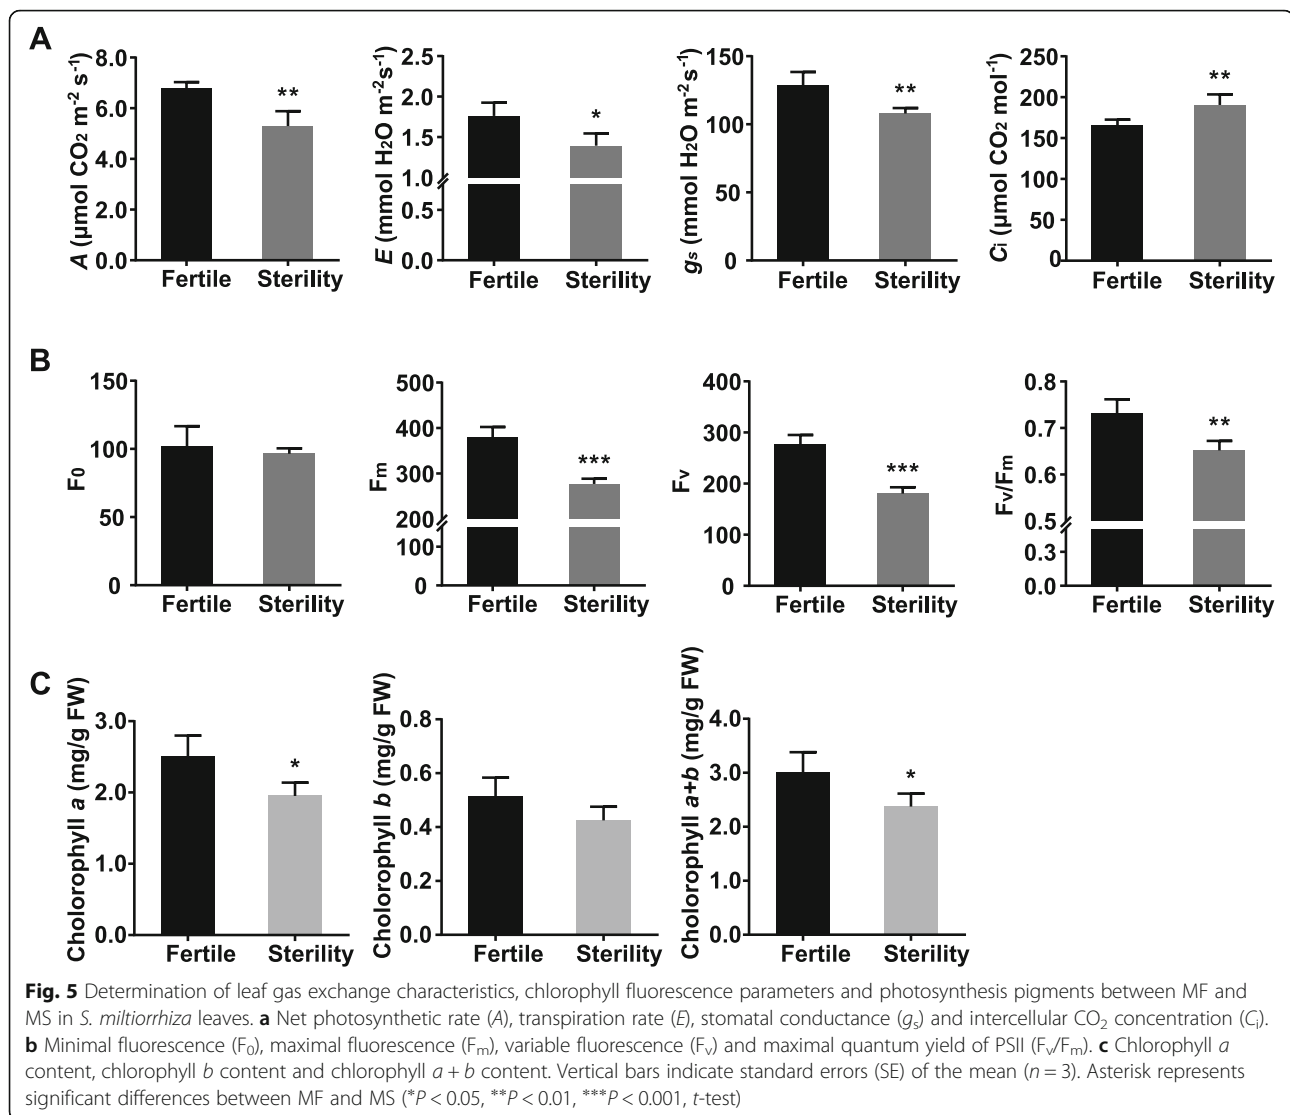 A
A (µmol CO2 m-2 s-1)
8.0
6.0
4.0
2.0
0.0
**
Fertile Sterility
E (mmol H2O m-2s-1)
2.5
2.0
1.5
1.0
0.5
0.0
*
Fertile Sterility
gs (mmol H2O m-2s-1)
150
100
50
0
**
Fertile Sterility
Ci (µmol CO2 mol-1)
250
200
150
100
50
0
**
Fertile Sterility
B
F0
150
100
50
0
Fertile Sterility
Fm
500
400
300
200
100
0
***
Fertile Sterility
Fv
400
300
200
100
0
***
Fertile Sterility
Fv/Fm
0.8
0.7
0.6
0.5
0.3
0.0
**
Fertile Sterility
C
Cholorophyll a (mg/g FW)
3.0
2.0
1.0
0.0
*
Fertile Sterility
Cholorophyll b (mg/g FW)
0.8
0.6
0.4
0.2
0.0
Fertile Sterility
Cholorophyll a+b (mg/g FW)
4.0
3.0
2.0
1.0
0.0
*
Fertile Sterility
Fig. 5 Determination of leaf gas exchange characteristics, chlorophyll fluorescence parameters and photosynthesis pigments between MF and
MS in S. miltiorrhiza leaves. a Net photosynthetic rate (A), transpiration rate (E), stomatal conductance (gs) and intercellular CO2 concentration (Ci).
b Minimal fluorescence (F0), maximal fluorescence (Fm), variable fluorescence (Fv) and maximal quantum yield of PSII (Fv/Fm). c Chlorophyll a
content, chlorophyll b content and chlorophyll a + b content. Vertical bars indicate standard errors (SE) of the mean (n = 3). Asterisk represents
significant differences between MF and MS (*P < 0.05, **P < 0.01, ***P < 0.001, t-test)